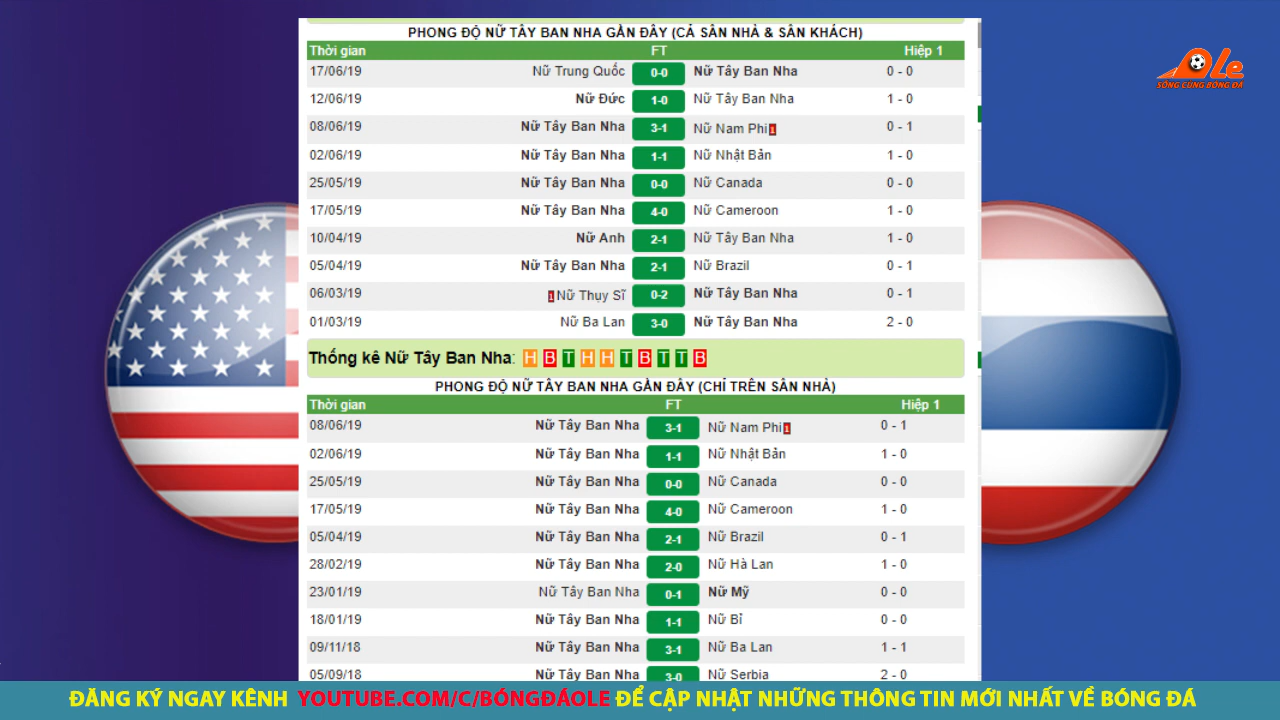 PHONG ĐỘ NỮ TÂY BAN NHA GẦN ĐÂY (CẢ SÂN NHÀ & SÂN KHÁCH)
Thời gian FT Hiệp 1
17/06/19 Nữ Trung Quốc 0-0 Nữ Tây Ban Nha 0 - 0
12/06/19 Nữ Đức 1-0 Nữ Tây Ban Nha 1 - 0
08/06/19 Nữ Tây Ban Nha 3-1 Nữ Nam Phi 1 0 - 1
02/06/19 Nữ Tây Ban Nha 1-1 Nữ Nhật Bản 1 - 0
25/05/19 Nữ Tây Ban Nha 0-0 Nữ Canada 0 - 0
17/05/19 Nữ Tây Ban Nha 4-0 Nữ Cameroon 1 - 0
10/04/19 Nữ Anh 2-1 Nữ Tây Ban Nha 1 - 0
05/04/19 Nữ Tây Ban Nha 2-1 Nữ Brazil 0 - 1
06/03/19 1 Nữ Thụy Sĩ 0-2 Nữ Tây Ban Nha 0 - 1
01/03/19 Nữ Ba Lan 3-0 Nữ Tây Ban Nha 2 - 0
Thống kê Nữ Tây Ban Nha: H B T H H T B T T B
PHONG ĐỘ NỮ TÂY BAN NHA GẦN ĐÂY (CHỈ TRÊN SÂN NHÀ)
Thời gian FT Hiệp 1
08/06/19 Nữ Tây Ban Nha 3-1 Nữ Nam Phi 1 0 - 1
02/06/19 Nữ Tây Ban Nha 1-1 Nữ Nhật Bản 1 - 0
25/05/19 Nữ Tây Ban Nha 0-0 Nữ Canada 0 - 0
17/05/19 Nữ Tây Ban Nha 4-0 Nữ Cameroon 1 - 0
05/04/19 Nữ Tây Ban Nha 2-1 Nữ Brazil 0 - 1
28/02/19 Nữ Tây Ban Nha 2-0 Nữ Hà Lan 1 - 0
23/01/19 Nữ Tây Ban Nha 0-1 Nữ Mỹ 0 - 0
18/01/19 Nữ Tây Ban Nha 1-1 Nữ Bỉ 0 - 0
09/11/18 Nữ Tây Ban Nha 3-1 Nữ Ba Lan 1 - 1
05/09/18 Nữ Tây Ban Nha 3-0 Nữ Serbia 2 - 0
Ole
SỐNG CÙNG BÓNG ĐÁ
ĐĂNG KÝ NGAY KÊNH YOUTUBE.COM/C/BÓNGĐÁOLE ĐỂ CẬP NHẬT NHỮNG THÔNG TIN MỚI NHẤT VỀ BÓNG ĐÁ